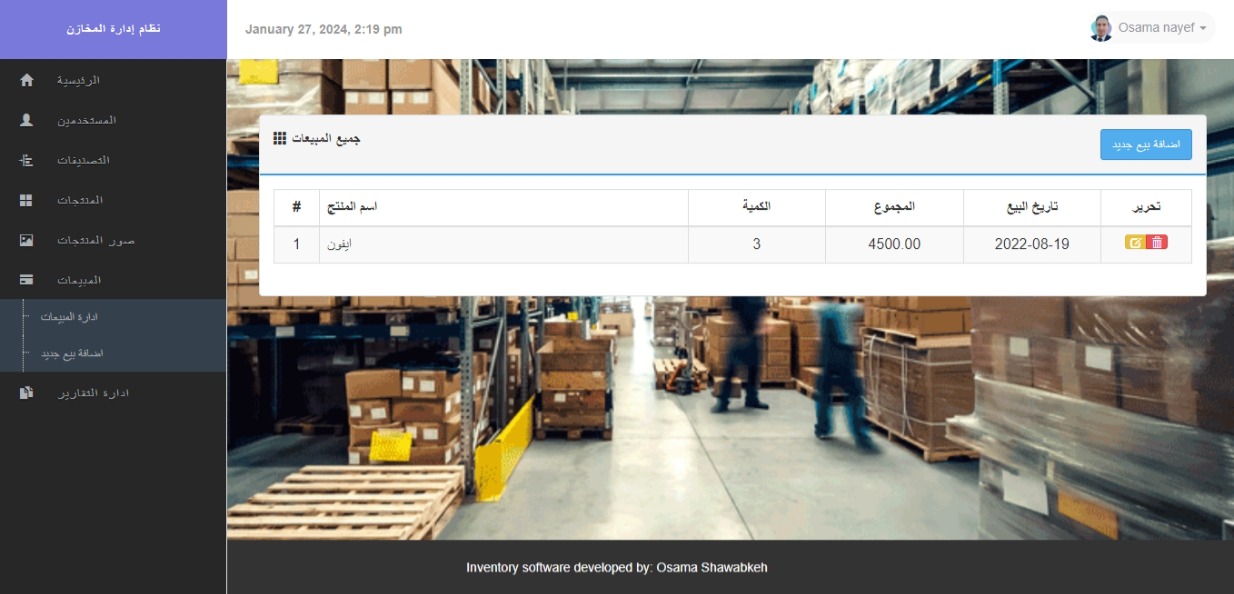 نظام إدارة المخازن
January 27, 2024, 2:19 pm
Osama nayef
الرئيسية
المستخدمين
التصنيفات
المنتجات
صور المنتجات
المبيعات
ادارة المبيعات
اضافة بيع جديد
ادارة التقارير
جميع المبيعات
اضافة بيع جديد
# اسم المنتج الكمية المجموع تاريخ البيع تحرير
1 ايفون 3 4500.00 2022-08-19
Inventory software developed by: Osama Shawabkeh